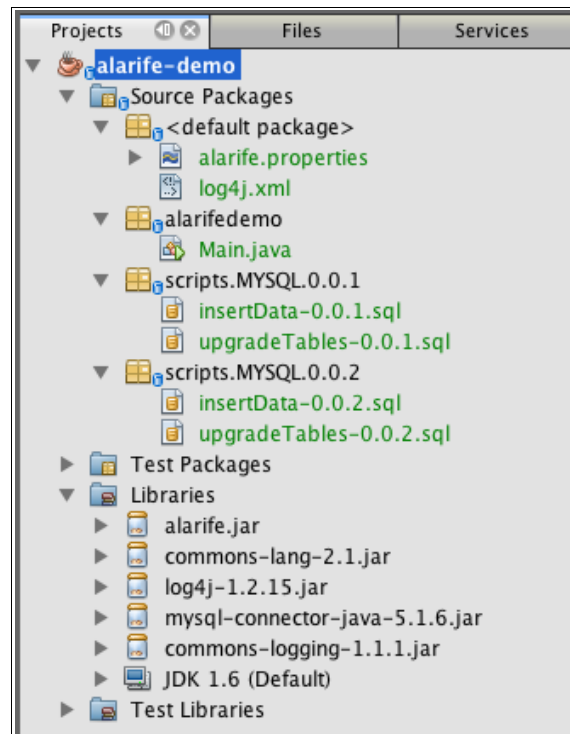 Projects Files Services
alarife-demo
Source Packages
<default package>
alarife.properties
log4j.xml
alarifedemo
Main.java
scripts.MYSQL.0.0.1
insertData-0.0.1.sql
upgradeTables-0.0.1.sql
scripts.MYSQL.0.0.2
insertData-0.0.2.sql
upgradeTables-0.0.2.sql
Test Packages
Libraries
alarife.jar
commons-lang-2.1.jar
log4j-1.2.15.jar
mysql-connector-java-5.1.6.jar
commons-logging-1.1.1.jar
JDK 1.6 (Default)
Test Libraries